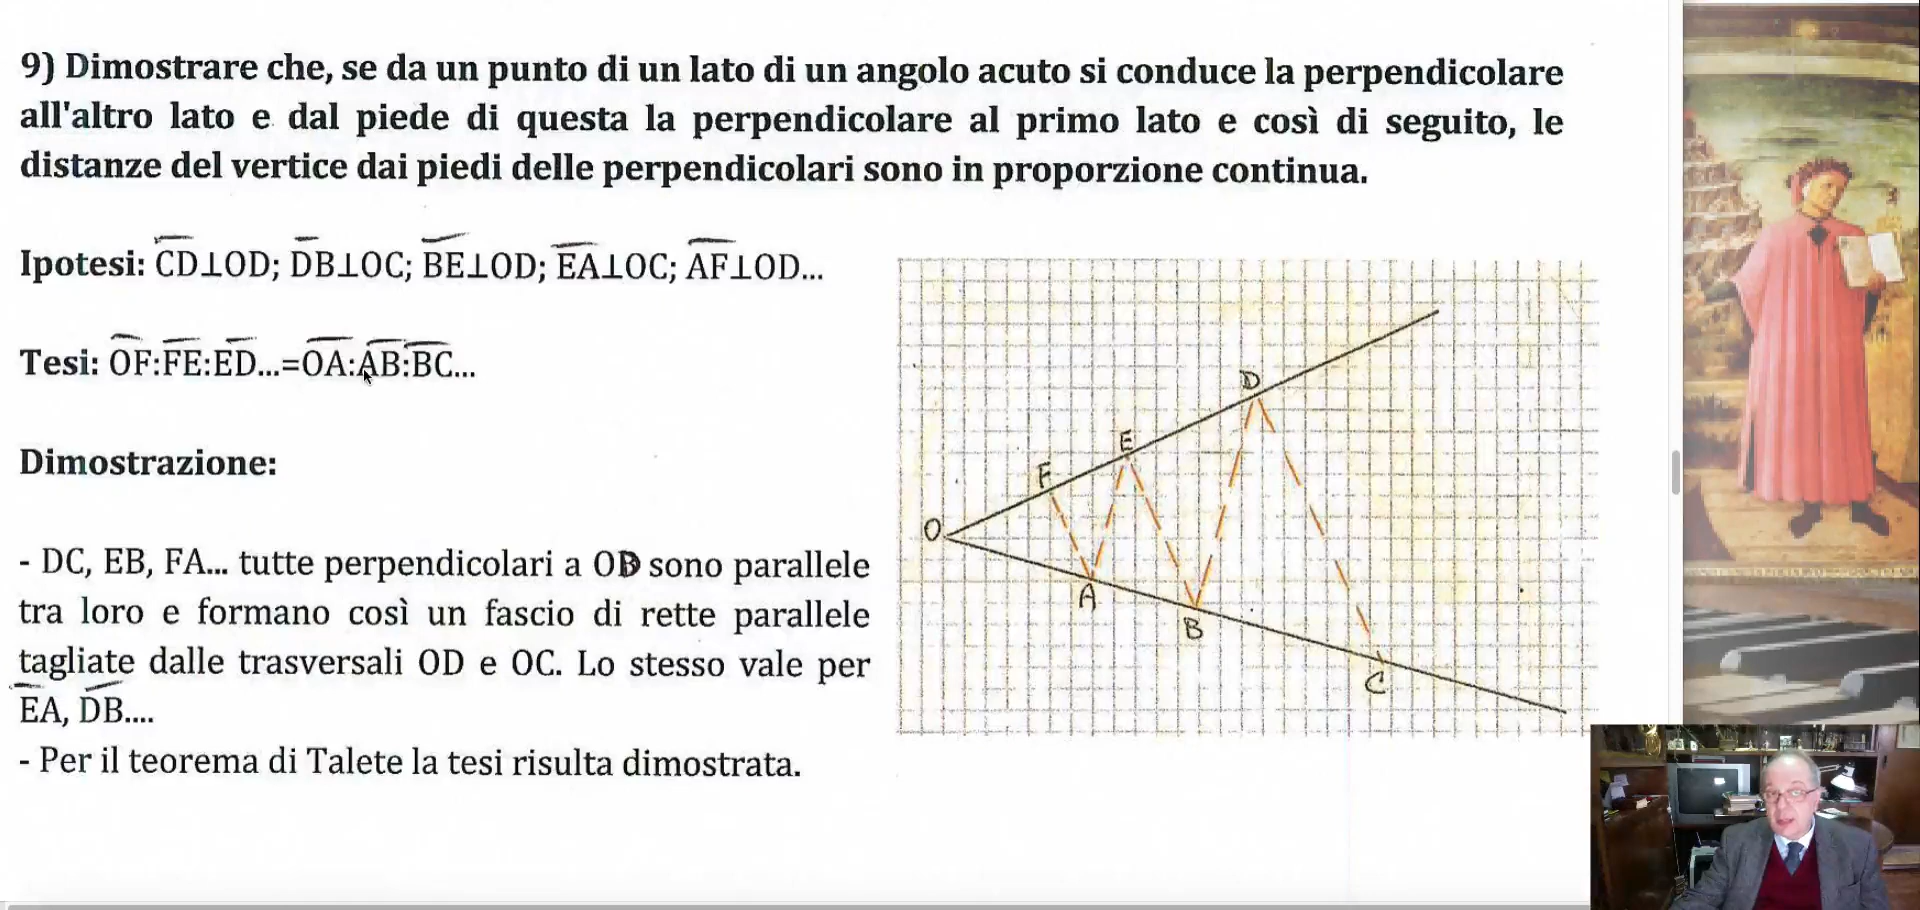 9) Dimostrare che, se da un punto di un lato di un angolo acuto si conduce la perpendicolare
all'altro lato e dal piede di questa la perpendicolare al primo lato e così di seguito, le
distanze del vertice dai piedi delle perpendicolari sono in proporzione continua.
Ipotesi: CD⊥OD; DB⊥OC; BE⊥OD; EA⊥OC; AF⊥OD...
Tesi: OF:FE:ED...=OA:AB:BC...
Dimostrazione:
- DC, EB, FA... tutte perpendicolari a OD sono parallele
tra loro e formano così un fascio di rette parallele
tagliate dalle trasversali OD e OC. Lo stesso vale per
EA, DB....
- Per il teorema di Talete la tesi risulta dimostrata.
D
E
F
O
A
B
C